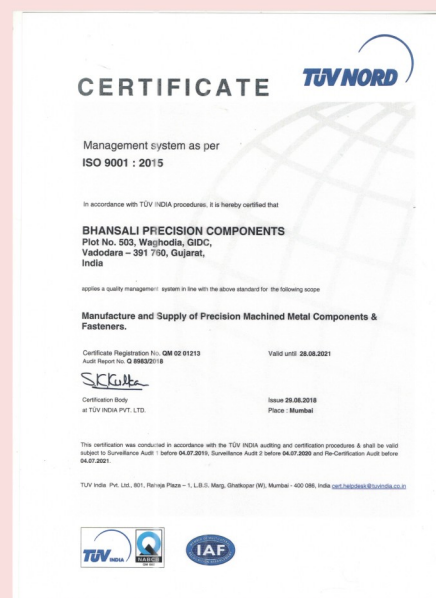 TÜV NORD
CERTIFICATE
Management system as per
ISO 9001 : 2015
In accordance with TÜV INDIA procedures, it is hereby certified that
BHANSALI PRECISION COMPONENTS
Plot No. 503, Waghodia, GIDC,
Vadodara – 391 760, Gujarat,
India
applies a quality management system in line with the above standard for the following scope
Manufacture and Supply of Precision Machined Metal Components &
Fasteners.
Certificate Registration No. QM 02 01213
Valid until 28.08.2021
Audit Report No. Q 8983/2018
Certification Body
at TÜV INDIA PVT. LTD.
Issue 29.08.2018
Place : Mumbai
This certification was conducted in accordance with the TÜV INDIA auditing and certification procedures & shall be valid
subject to Surveillance Audit 1 before 04.07.2019, Surveillance Audit 2 before 04.07.2020 and Re-Certification Audit before
04.07.2021.
TUV India Pvt. Ltd., 801, Raheja Plaza – 1, L.B.S. Marg, Ghatkopar (W), Mumbai - 400 086, India cert.helpdesk@tuvindia.co.in
TÜV INDIA
NABCB
IAF